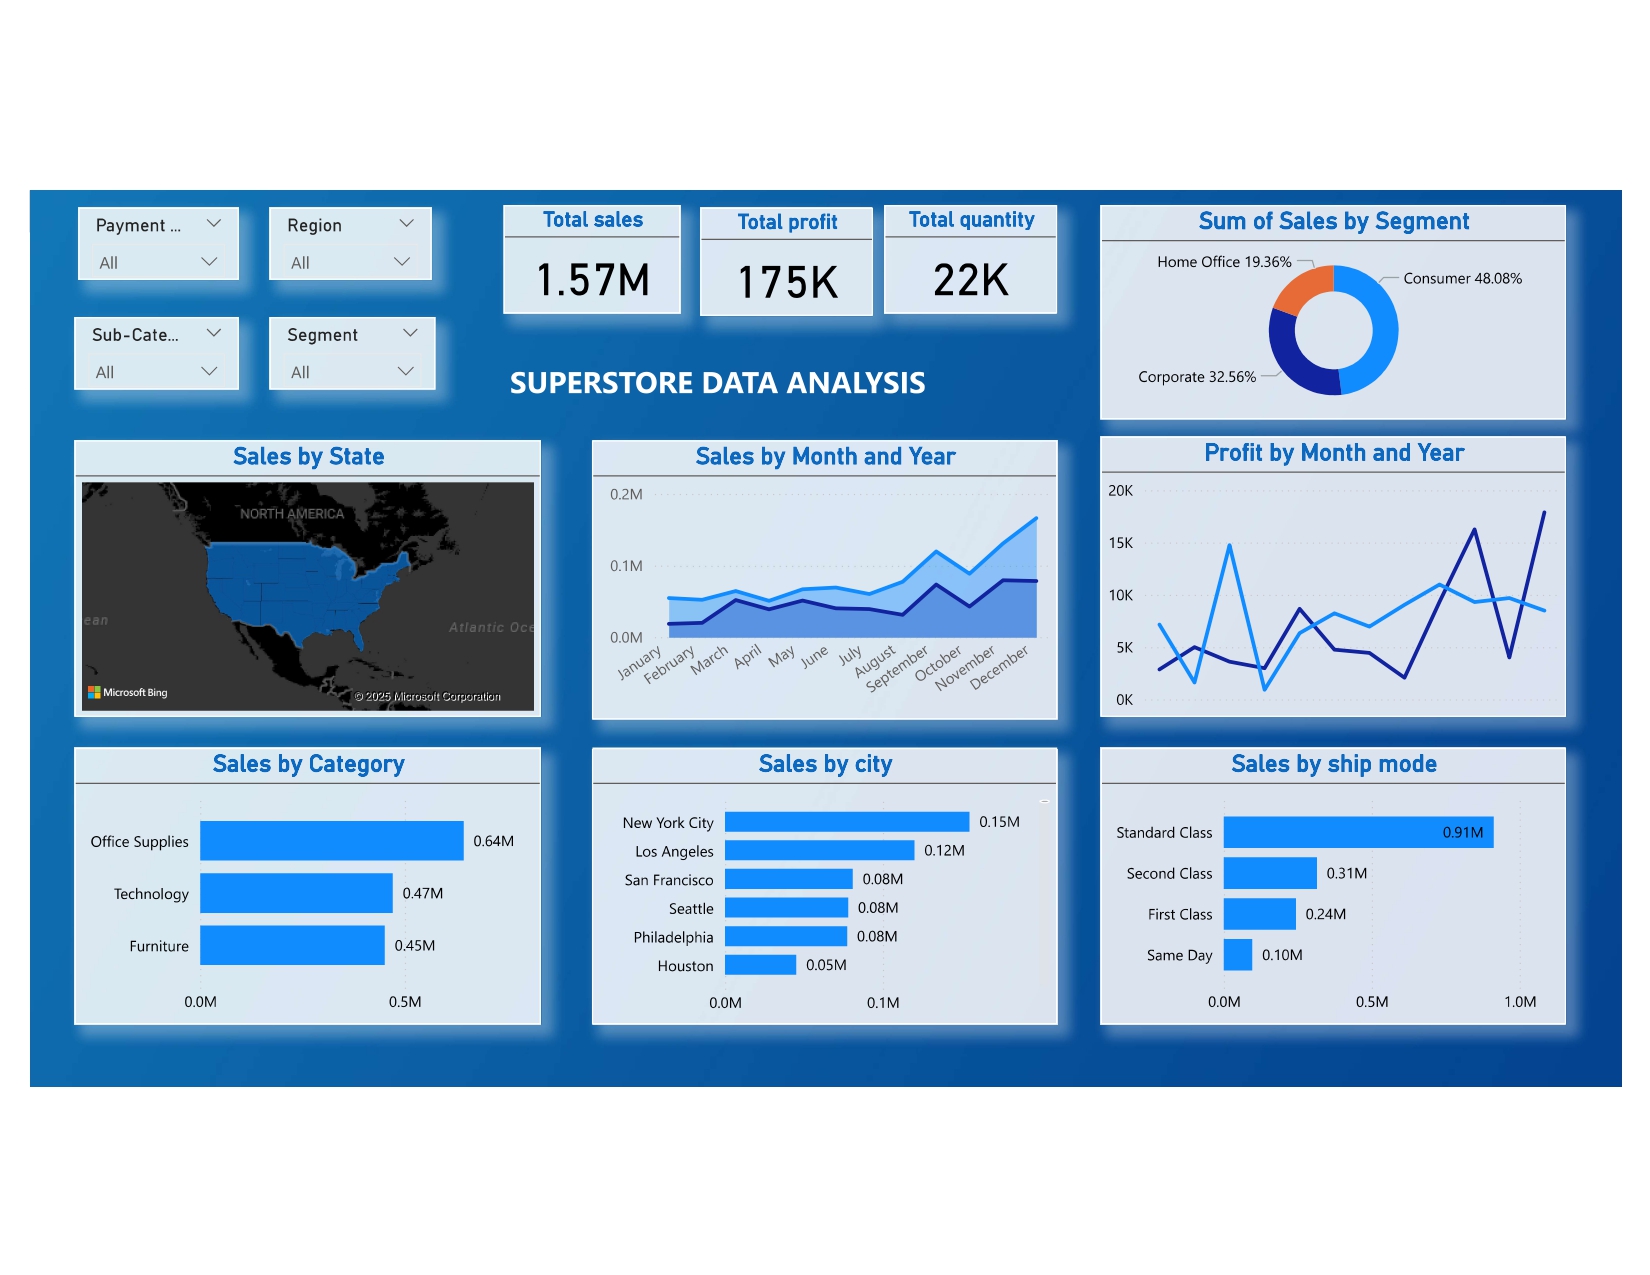 Payment ...
All
Region
All
Sub-Cate...
All
Segment
All
Total sales
1.57M
Total profit
175K
Total quantity
22K
SUPERSTORE DATA ANALYSIS
Sum of Sales by Segment
Home Office 19.36%
Consumer 48.08%
Corporate 32.56%
Sales by State
NORTH AMERICA
ean
Atlantic Oce
Microsoft Bing
© 2025 Microsoft Corporation
Sales by Month and Year
0.2M
0.1M
0.0M
January
February
March
April
May
June
July
August
September
October
November
December
Profit by Month and Year
20K
15K
10K
5K
0K
Sales by Category
Office Supplies 0.64M
Technology 0.47M
Furniture 0.45M
0.0M 0.5M
Sales by city
New York City 0.15M
Los Angeles 0.12M
San Francisco 0.08M
Seattle 0.08M
Philadelphia 0.08M
Houston 0.05M
0.0M 0.1M
Sales by ship mode
Standard Class 0.91M
Second Class 0.31M
First Class 0.24M
Same Day 0.10M
0.0M 0.5M 1.0M